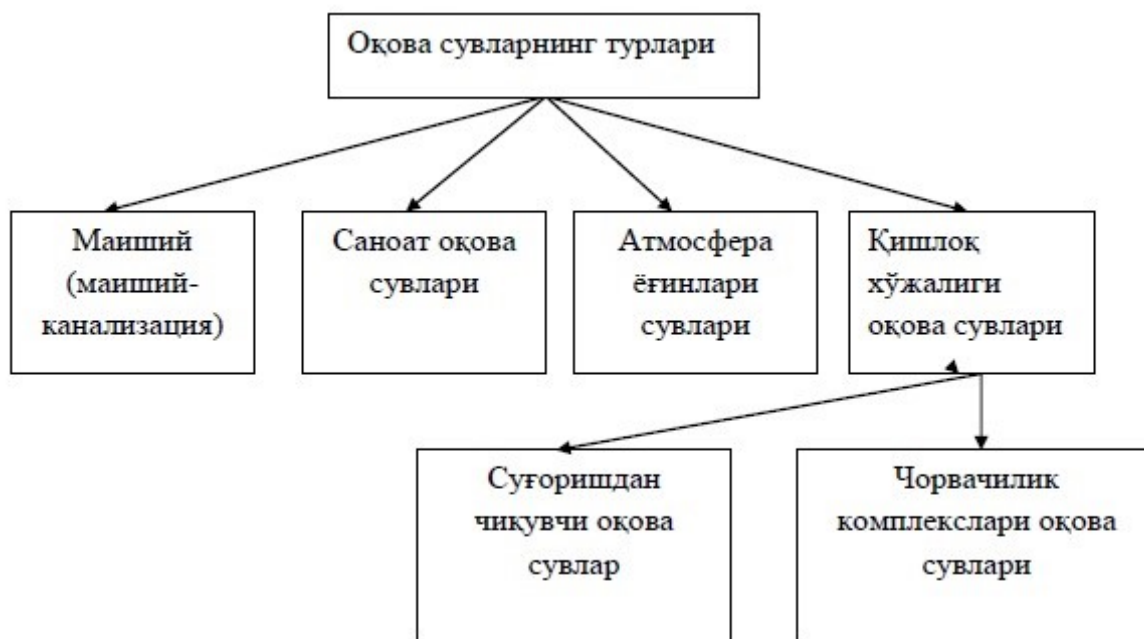 Оқова сувларнинг турлари
Маиший
(маиший-
канализация)
Саноат оқова
сувлари
Атмосфера
ёғинлари
сувлари
Қишлоқ
хўжалиги
оқова сувлари
Суғоришдан
чиқувчи оқова
сувлар
Чорвачилик
комплекслари оқова
сувлари